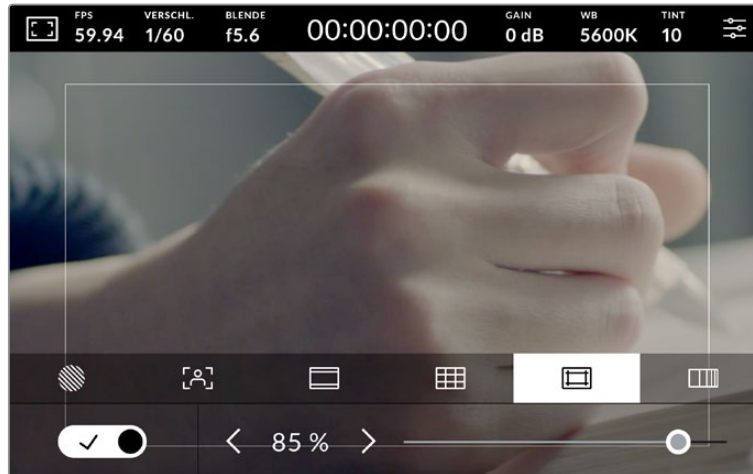 FPS VERSCHL. BLENDE GAIN WB TINT
59.94 1/60 f5.6 00:00:00:00 0 dB 5600K 10
85 %